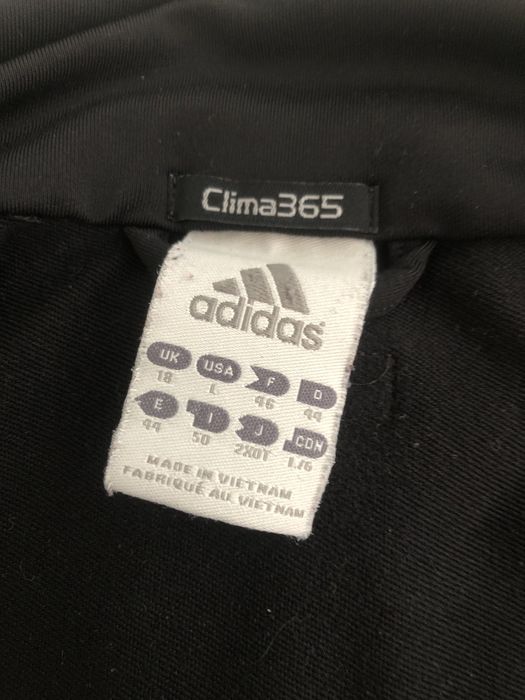 Clima365
adidas
UK USA F D
18 L 46 44
E I J CDN
44 50 2XOT L/G
MADE IN VIETNAM
FABRIQUÉ AU VIETNAM